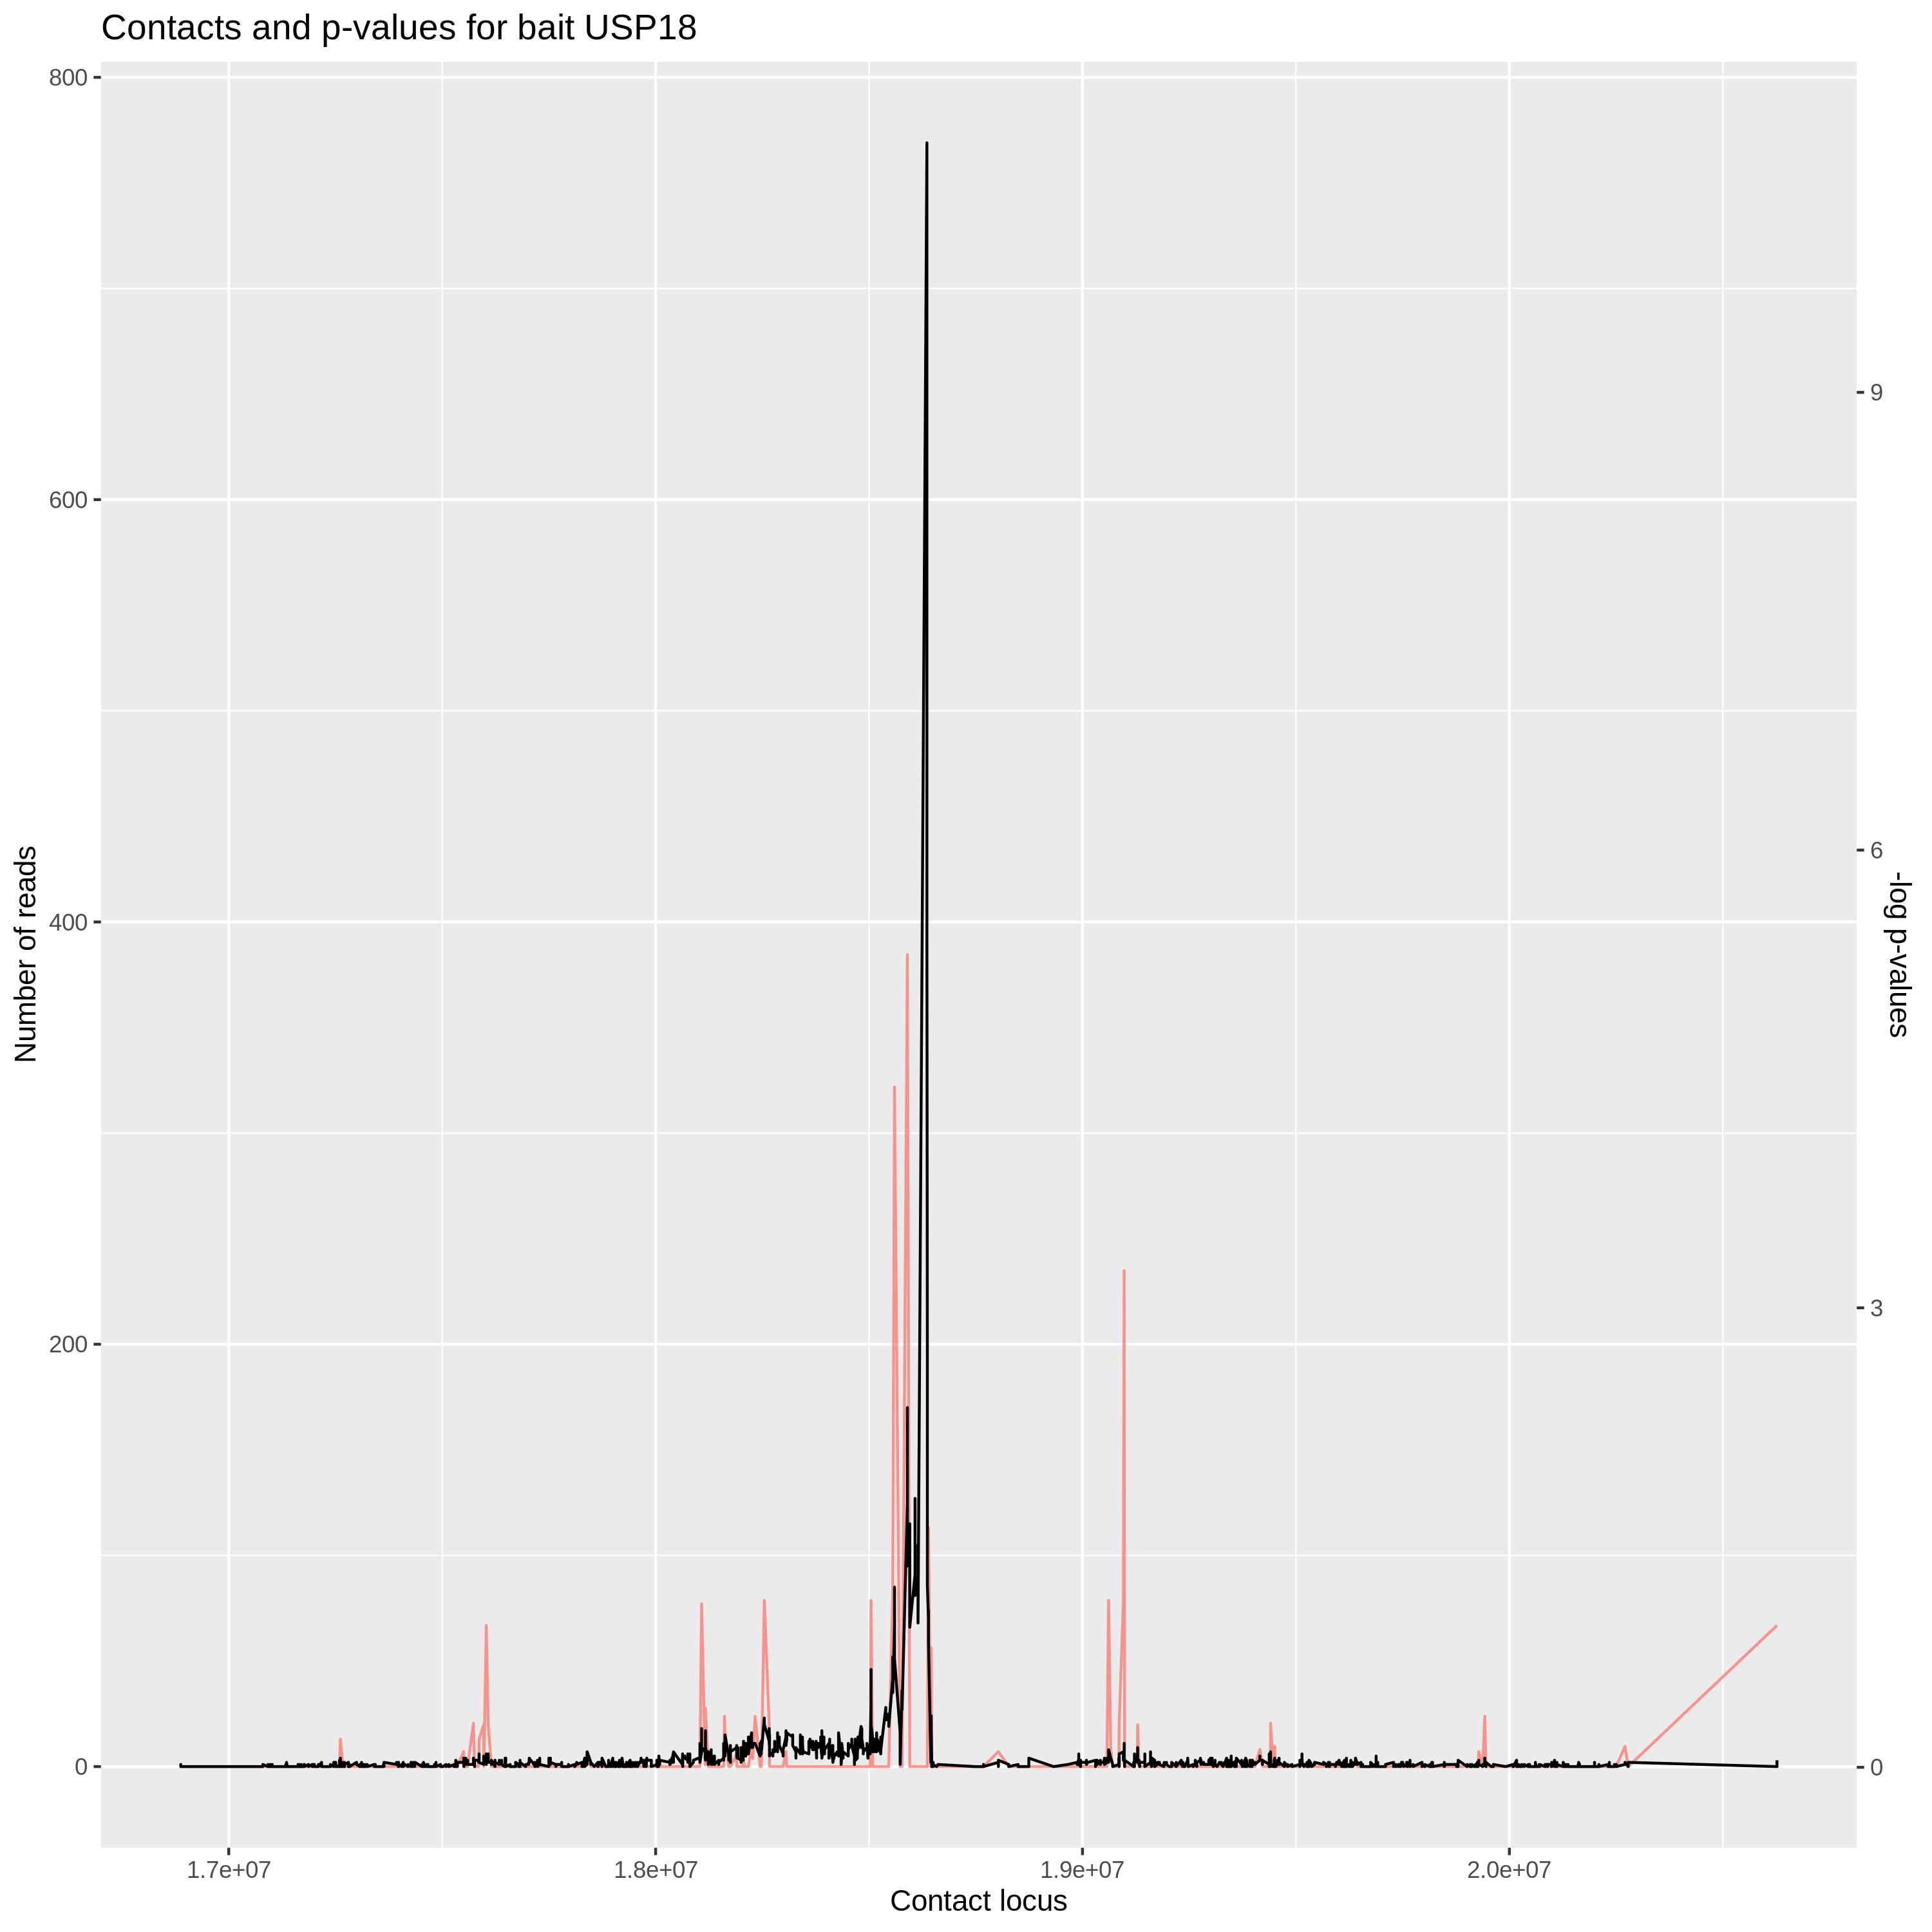 Contacts and p-values for bait USP18
800
600
400
200
0
Number of reads
9
6
3
0
-log p-values
1.7e+07
1.8e+07
1.9e+07
2.0e+07
Contact locus